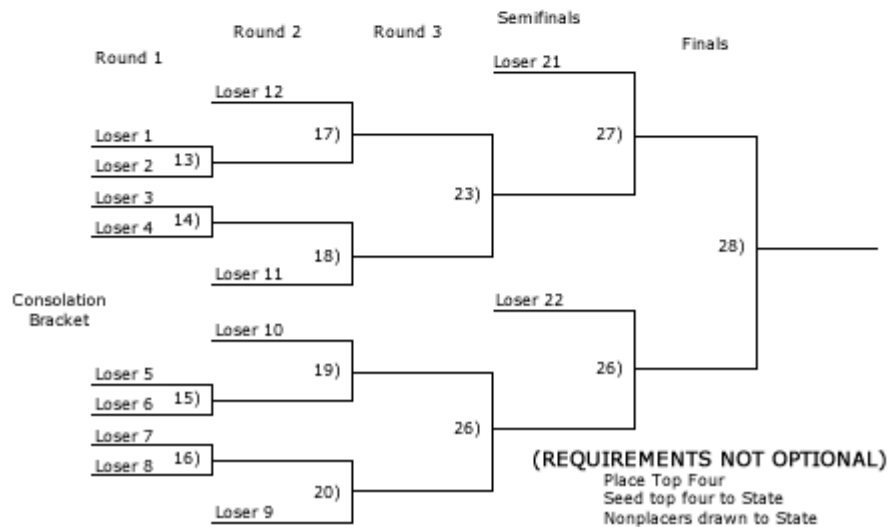 Semifinals
Round 2
Round 3
Finals
Round 1
Loser 21
Loser 12
17)
27)
Loser 1
13)
Loser 2
Loser 3
23)
14)
Loser 4
28)
18)
Loser 11
Consolation
Bracket
Loser 22
Loser 10
19)
26)
Loser 5
15)
Loser 6
26)
Loser 7
16)
Loser 8
20)
Loser 9
(REQUIREMENTS NOT OPTIONAL)
Place Top Four
Seed top four to State
Nonplacers drawn to State